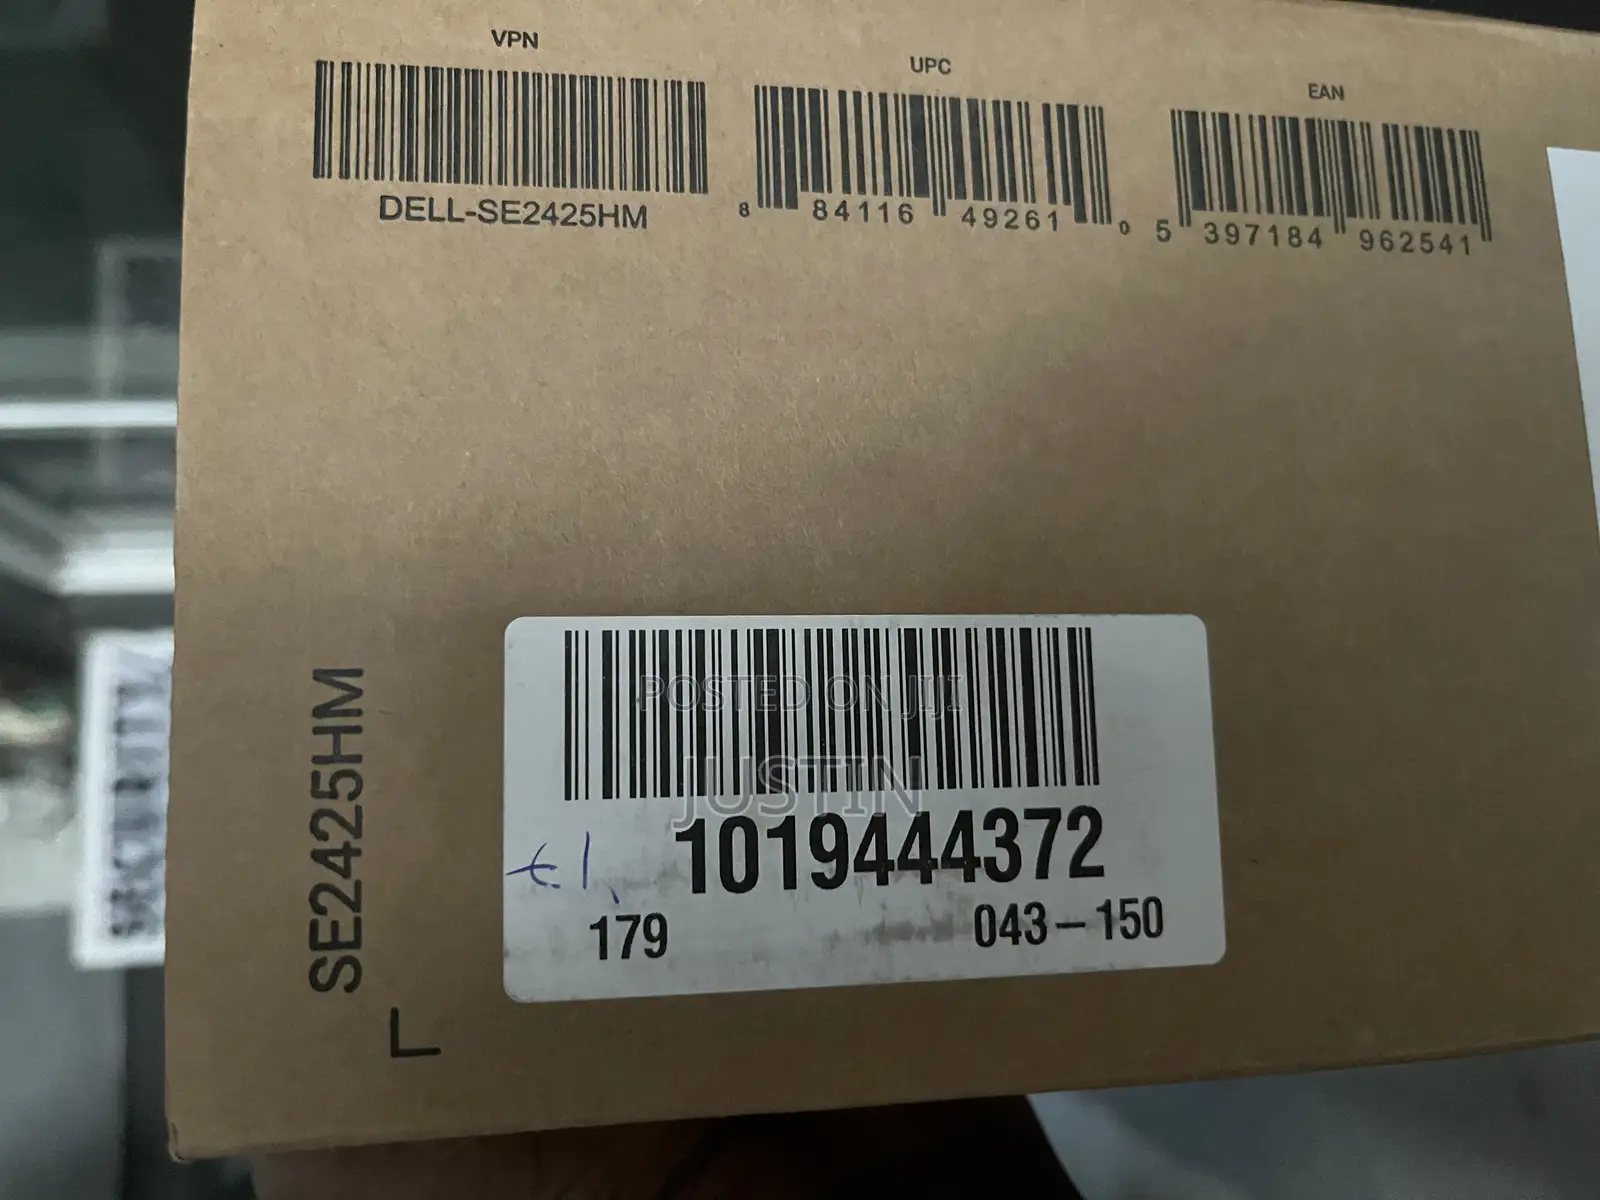 VPN
DELL-SE2425HM
UPC
8 84116 49261 0
EAN
5 397184 962541
POSTED ON JIJI
JUSTIN
1019444372
179
043-150
SE2425HM
L